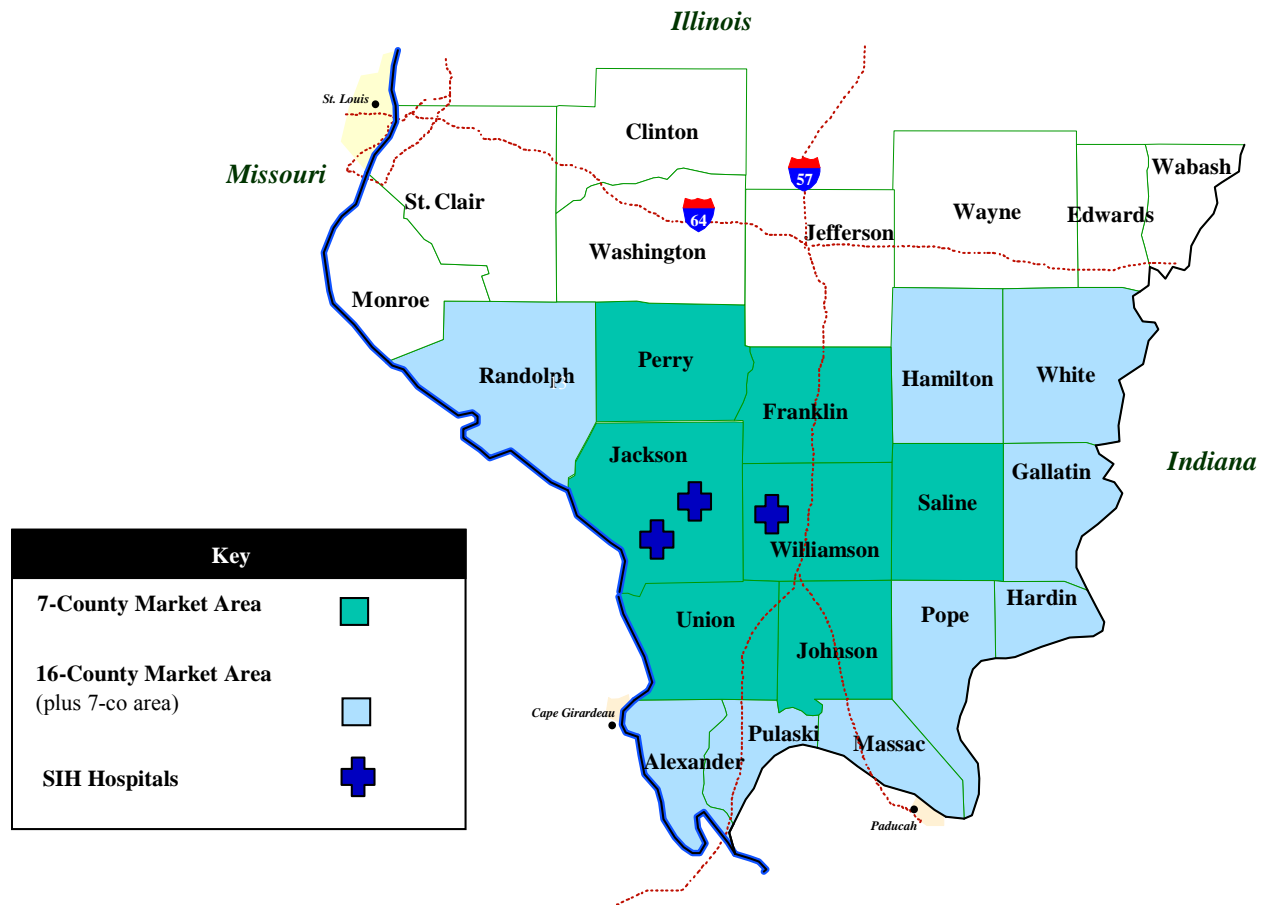 Illinois
St. Louis
Clinton
Missouri
57
Wabash
St. Clair
64
Wayne
Edwards
Jefferson
Washington
Monroe
Randolph
Perry
Hamilton
White
Franklin
Jackson
Indiana
Gallatin
Saline
Williamson
Key
7-County Market Area
16-County Market Area
(plus 7-co area)
SIH Hospitals
Union
Pope
Hardin
Johnson
Cape Girardeau
Pulaski
Massac
Alexander
Paducah